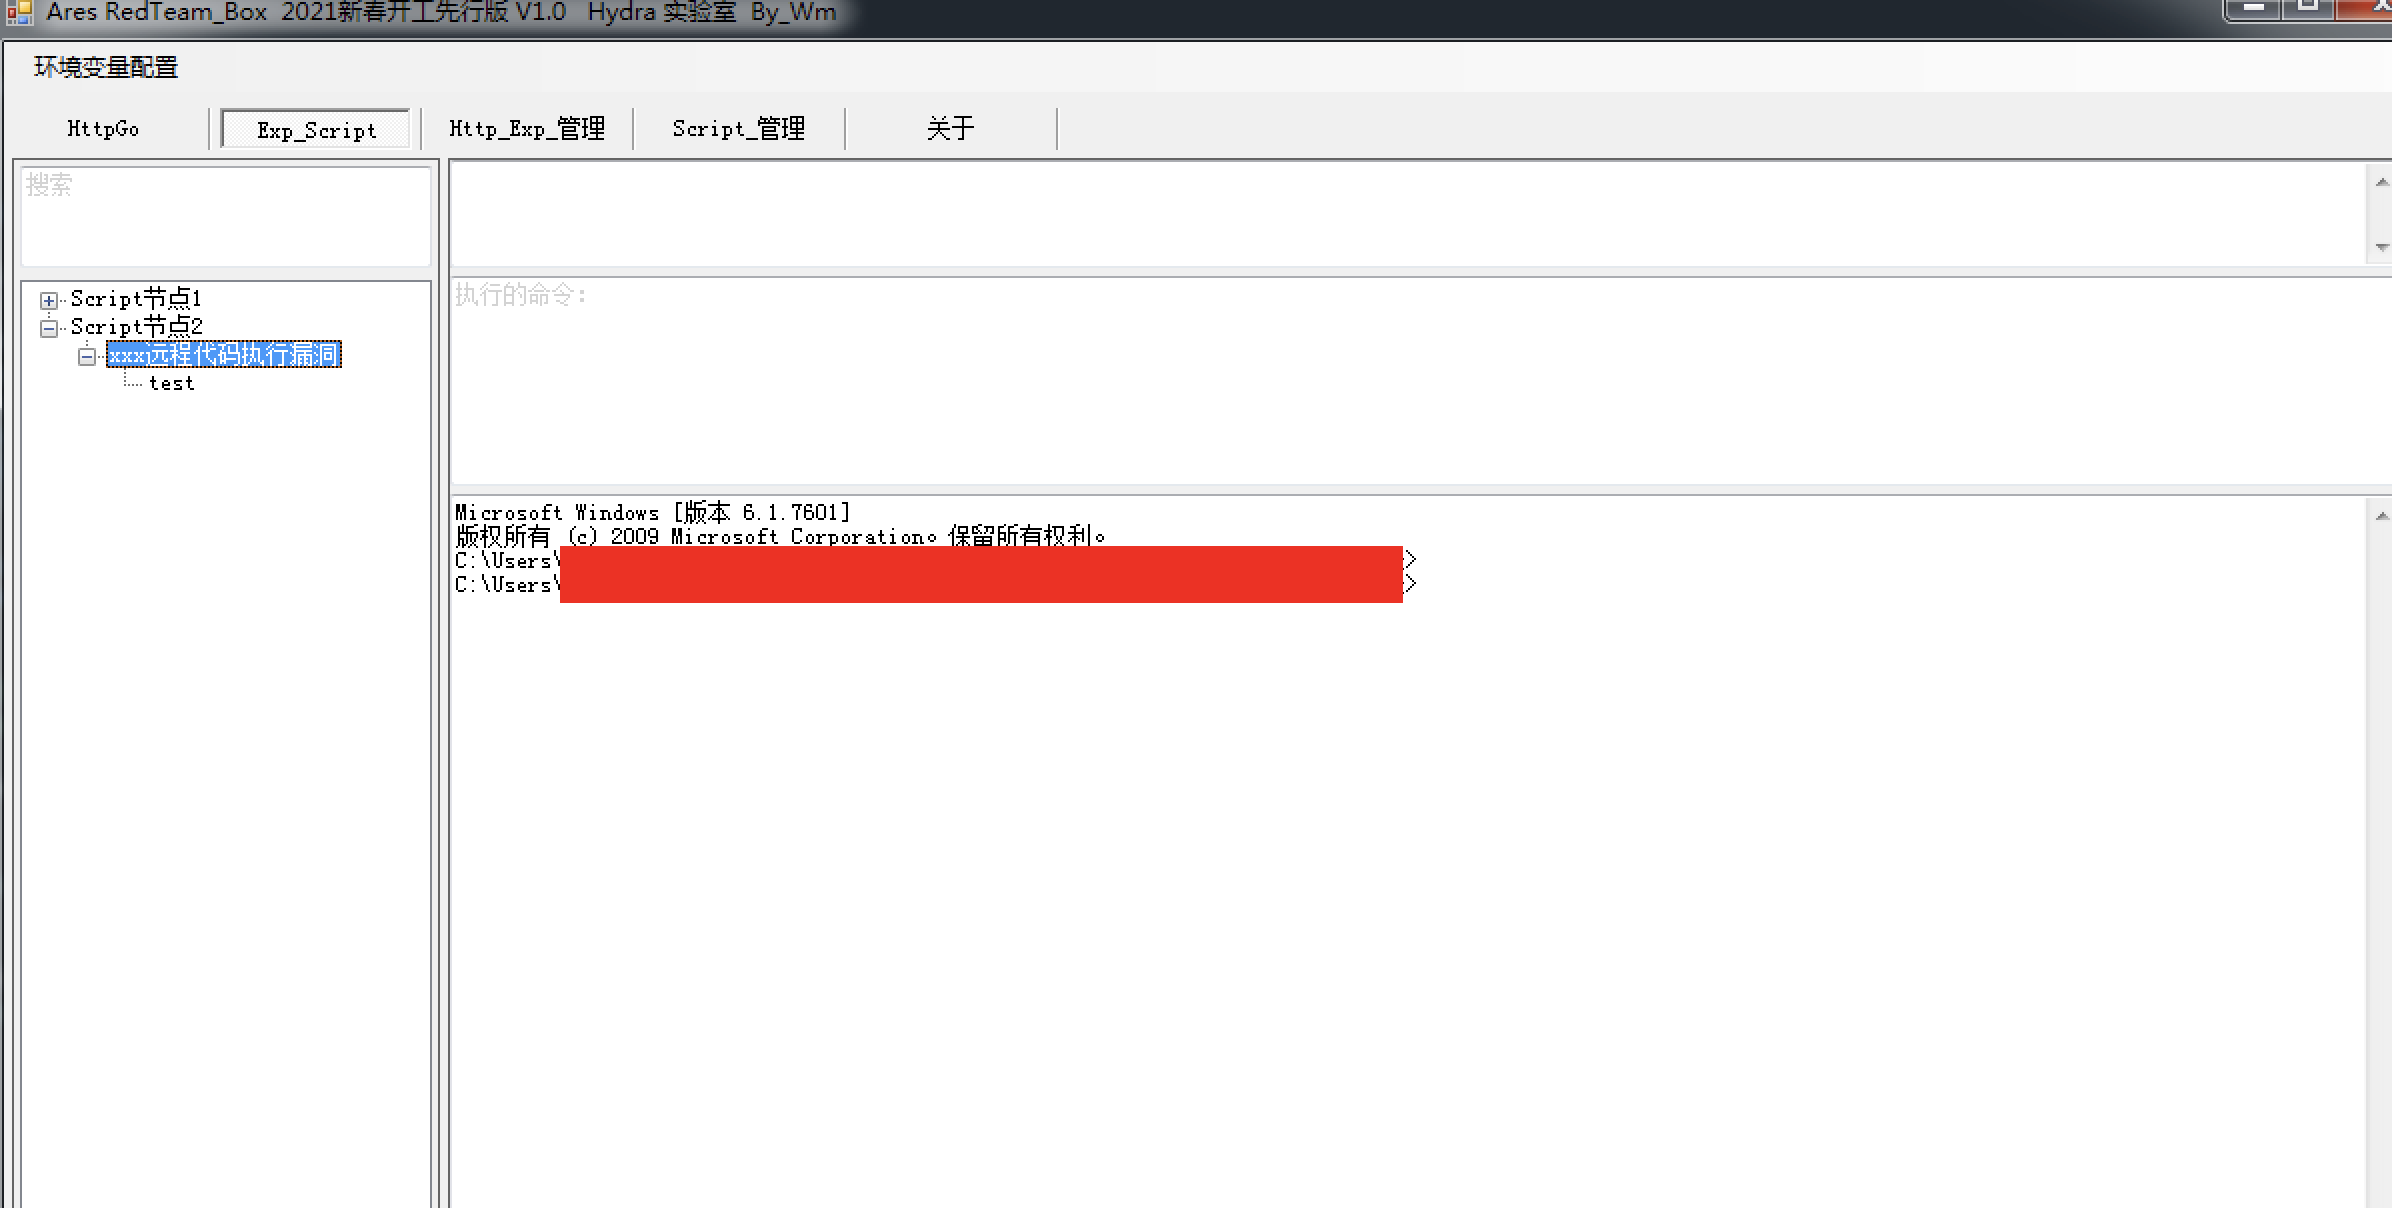 Ares RedTeam_Box 2021新春开工先行版 V1.0 Hydra 实验室 By_Wm
环境变量配置
HttpGo
Exp_Script
Http_Exp_管理
Script_管理
关于
搜索
Script节点1
Script节点2
xxx远程代码执行漏洞
test
执行的命令：
Microsoft Windows [版本 6.1.7601]
版权所有 (c) 2009 Microsoft Corporation。保留所有权利。
C:\Users\ >
C:\Users\ >